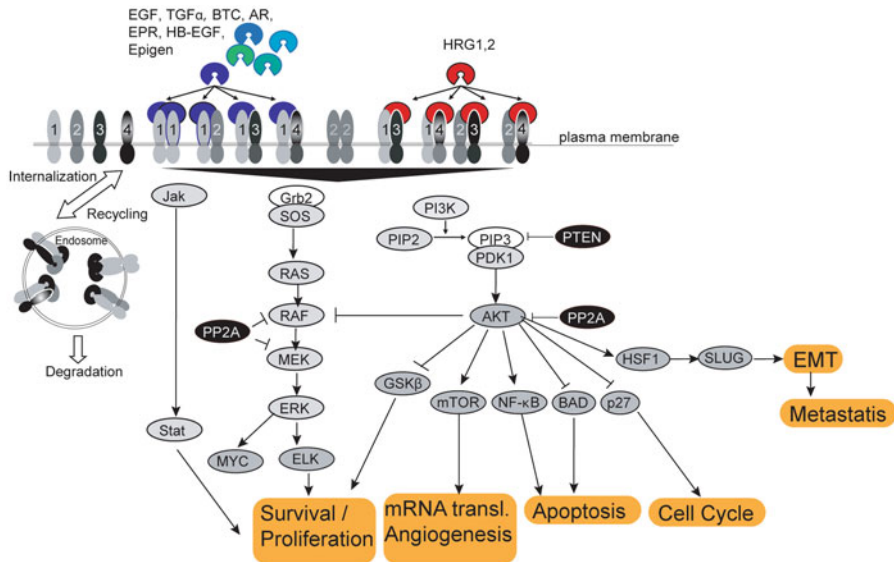 EGF, TGFα, BTC, AR,
EPR, HB-EGF,
Epigen
HRG1,2
1 2 3 4 1 1 1 2 1 3 1 4 2 2 1 3 1 4 2 3 2 4
plasma membrane
Internalization
Recycling
Endosome
Degradation
Jak
Grb2
SOS
PI3K
PIP2
PIP3
PTEN
PDK1
RAS
PP2A
RAF
AKT
PP2A
MEK
HSF1
SLUG
EMT
GSKβ
Metastatis
ERK
mTOR
NF-κB
BAD
p27
Stat
MYC
ELK
Survival /
Proliferation
mRNA transl.
Angiogenesis
Apoptosis
Cell Cycle